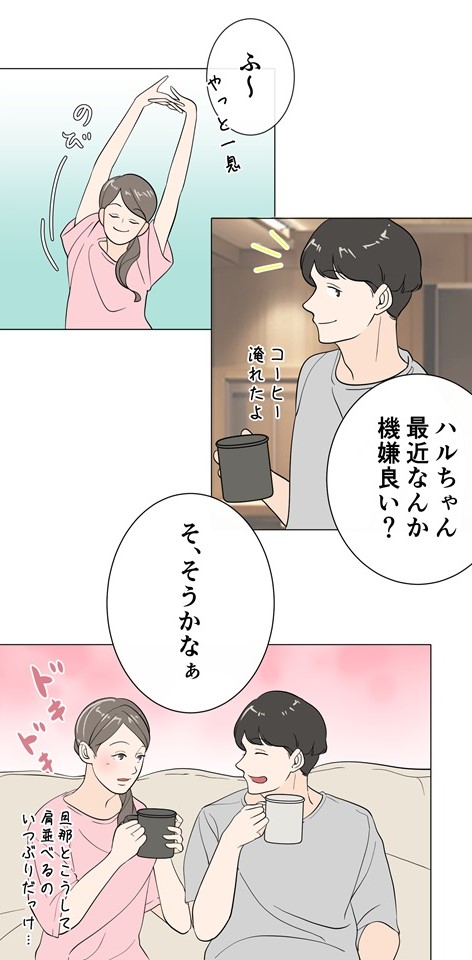 ふ〜
やっと一息
のび
コーヒー
淹れたよ
ハルちゃん
最近なんか
機嫌良い？
そ、そうかなぁ
ドキ
ドキ
旦那とこうして
肩並べるの
いつぶりだっけ…